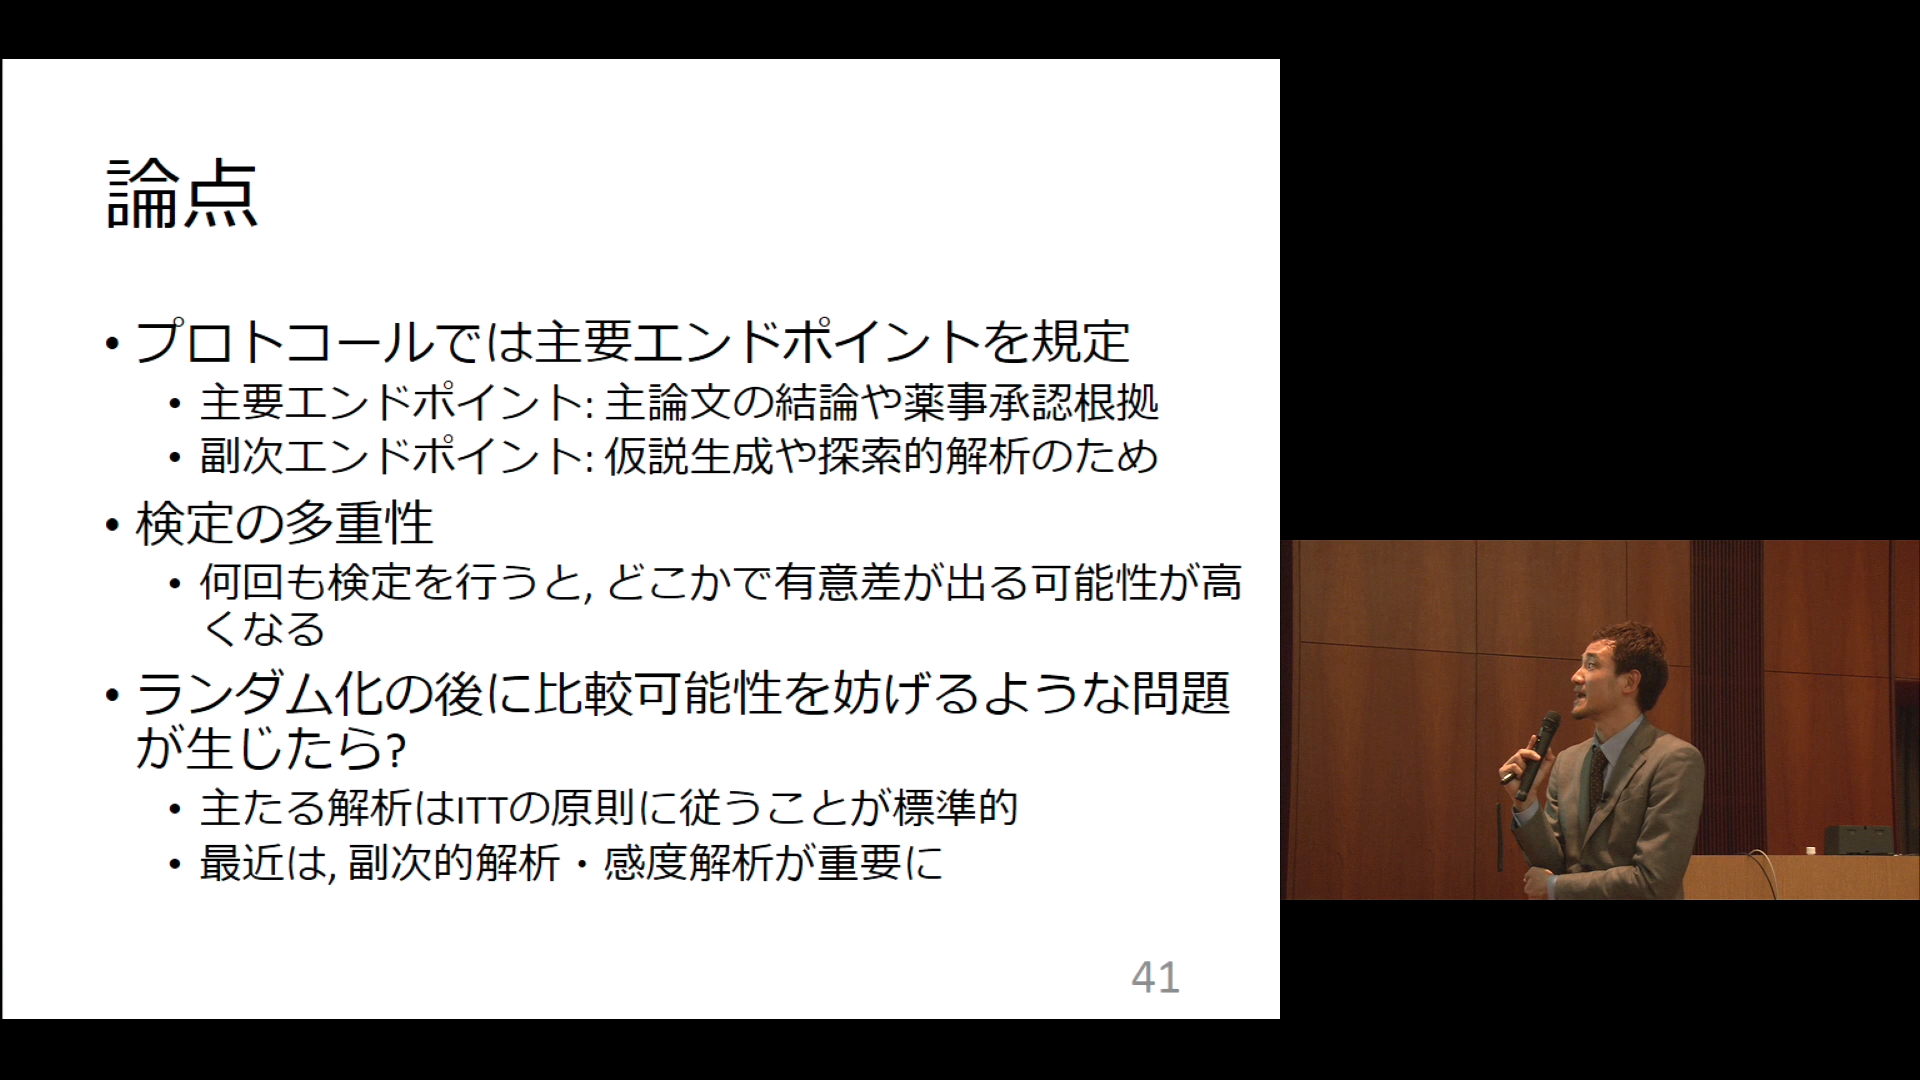 論点
• プロトコールでは主要エンドポイントを規定
• 主要エンドポイント: 主論文の結論や薬事承認根拠
• 副次エンドポイント: 仮説生成や探索的解析のため
• 検定の多重性
• 何回も検定を行うと, どこかで有意差が出る可能性が高
くなる
• ランダム化の後に比較可能性を妨げるような問題
が生じたら?
• 主たる解析はITTの原則に従うことが標準的
• 最近は, 副次的解析・感度解析が重要に
41